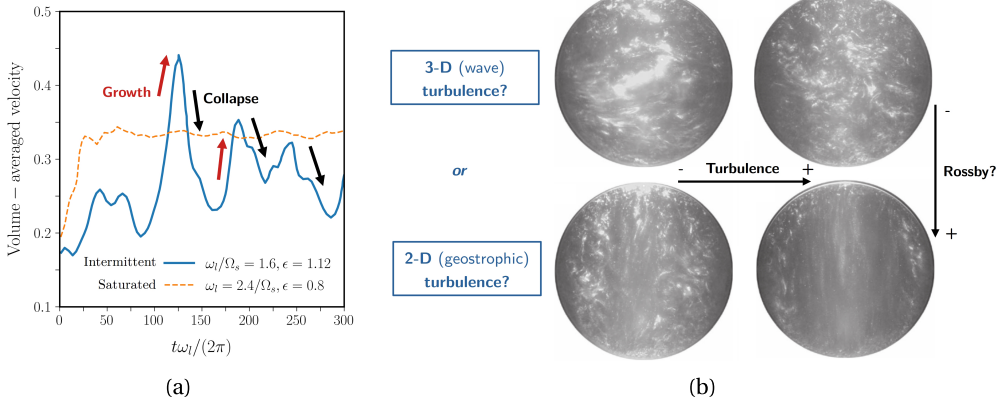 0.5
0.4
0.3
0.2
0.1
Volume − averaged velocity
Growth
Collapse
Intermittent ω_l/Ω_s = 1.6, ϵ = 1.12
Saturated ω_l = 2.4/Ω_s, ϵ = 0.8
0 50 100 150 200 250 300
tω_l/(2π)
(a)
3-D (wave)
turbulence?
or
2-D (geostrophic)
turbulence?
- Turbulence +
-
Rossby?
+
(b)